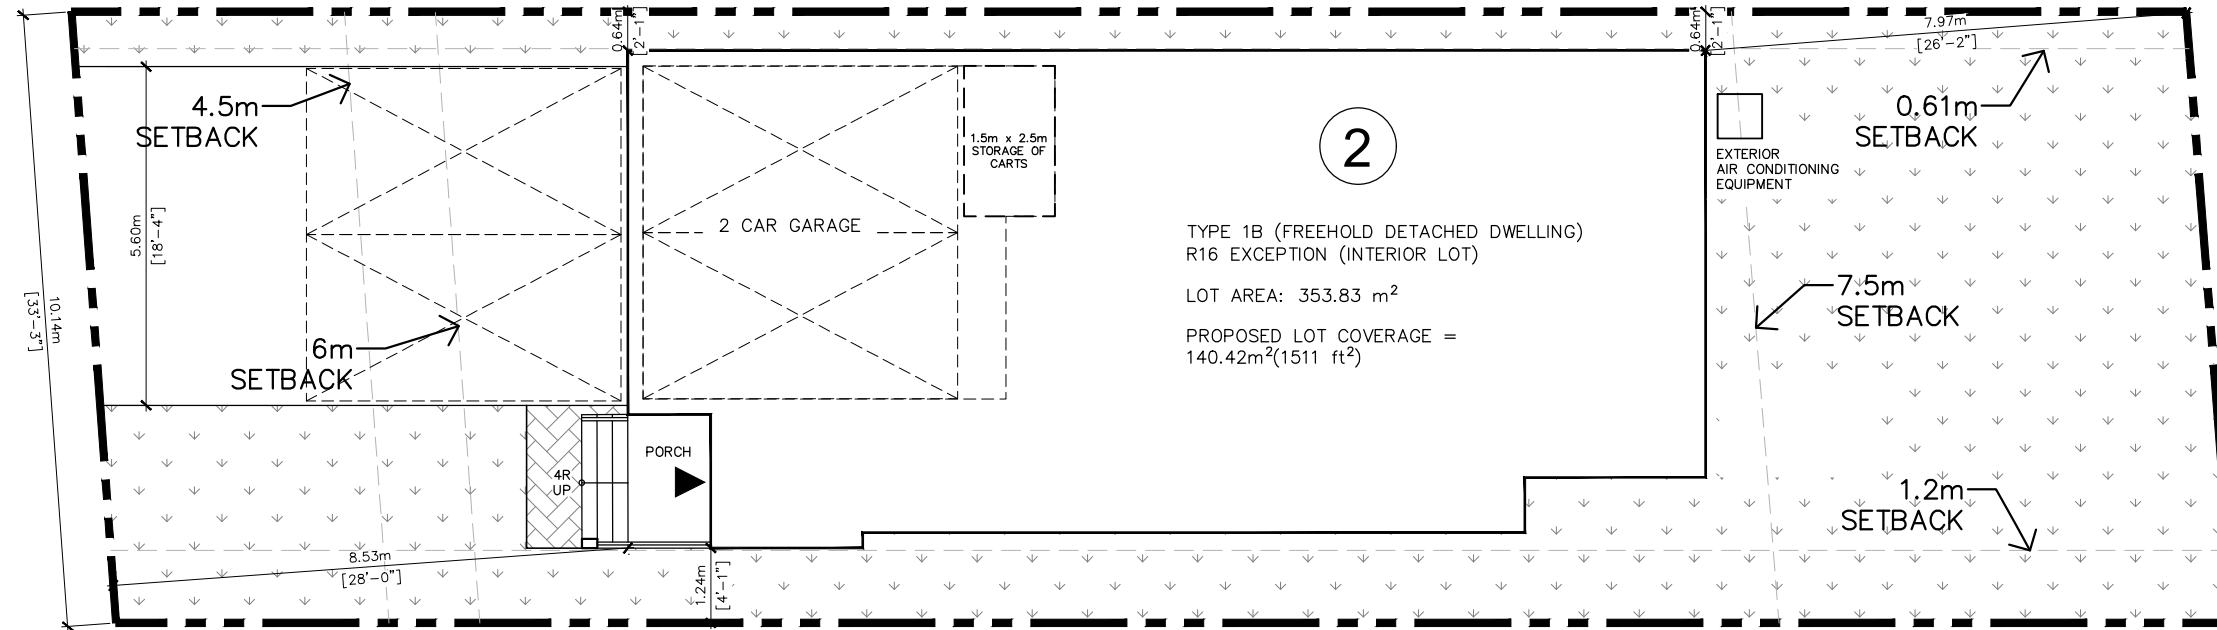 0.64m
[2'-1"]
0.64m
[2'-1"]
7.97m
[26'-2"]
4.5m
SETBACK
0.61m
SETBACK
1.5m x 2.5m
STORAGE OF
CARTS
2
EXTERIOR
AIR CONDITIONING
EQUIPMENT
5.60m
[18'-4"]
2 CAR GARAGE
TYPE 1B (FREEHOLD DETACHED DWELLING)
R16 EXCEPTION (INTERIOR LOT)
LOT AREA: 353.83 m²
PROPOSED LOT COVERAGE =
140.42m²(1511 ft²)
7.5m
SETBACK
10.14m
[33'-3"]
6m
SETBACK
PORCH
4R
UP
1.2m
SETBACK
8.53m
[28'-0"]
1.24m
[4'-1"]